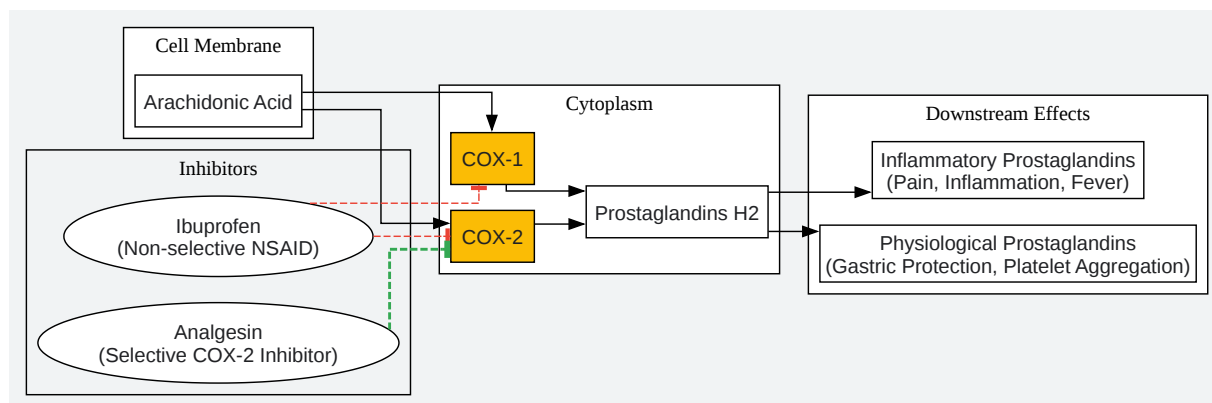 Cell Membrane
Arachidonic Acid
Inhibitors
Ibuprofen
(Non-selective NSAID)
Analgesin
(Selective COX-2 Inhibitor)
Cytoplasm
COX-1
COX-2
Prostaglandins H2
Downstream Effects
Inflammatory Prostaglandins
(Pain, Inflammation, Fever)
Physiological Prostaglandins
(Gastric Protection, Platelet Aggregation)